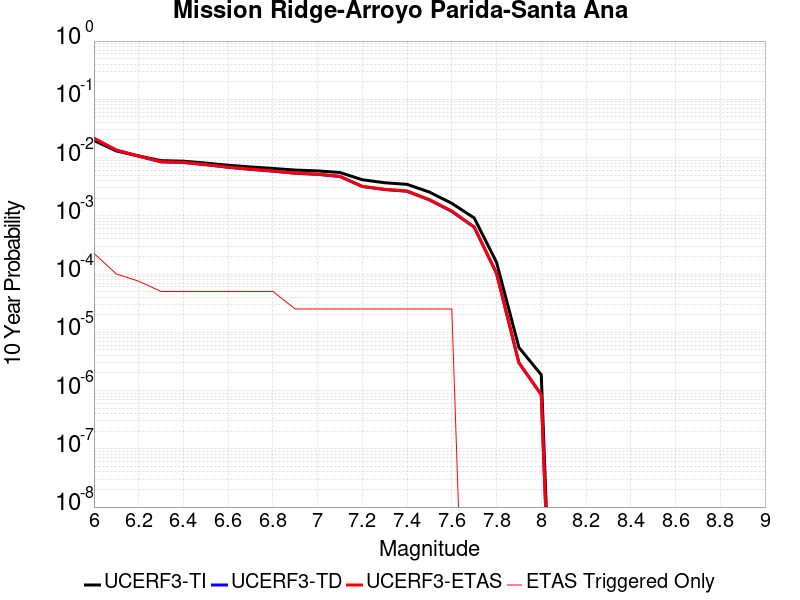 Mission Ridge-Arroyo Parida-Santa Ana
10 0
10 -1
10 -2
10 -3
10 -4
10 -5
10 -6
10 -7
10 -8
10 Year Probability
6 6.2 6.4 6.6 6.8 7 7.2 7.4 7.6 7.8 8 8.2 8.4 8.6 8.8 9
Magnitude
UCERF3-TI UCERF3-TD UCERF3-ETAS ETAS Triggered Only